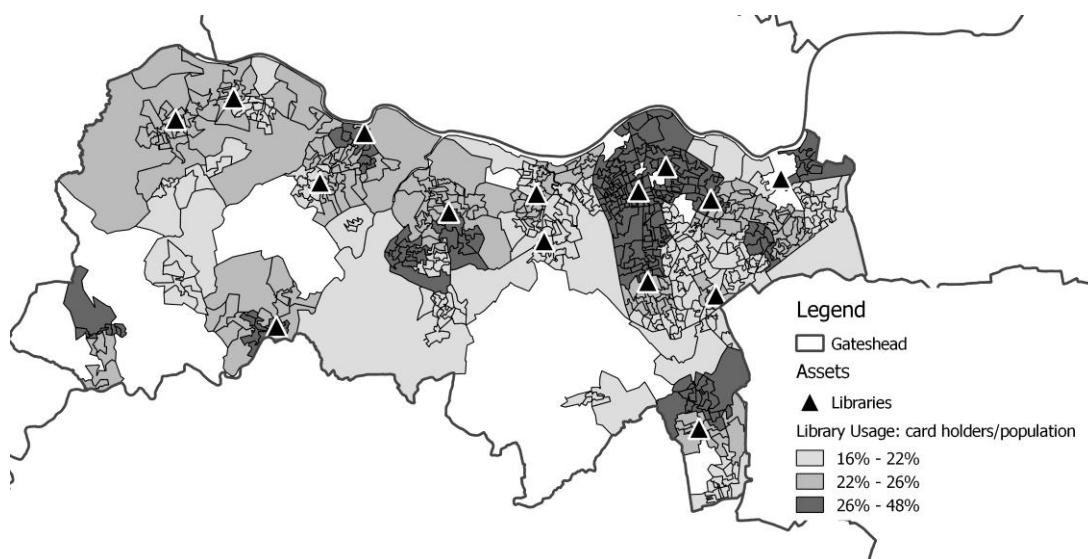 Legend
Gateshead
Assets
Libraries
Library Usage: card holders/population
16% - 22%
22% - 26%
26% - 48%